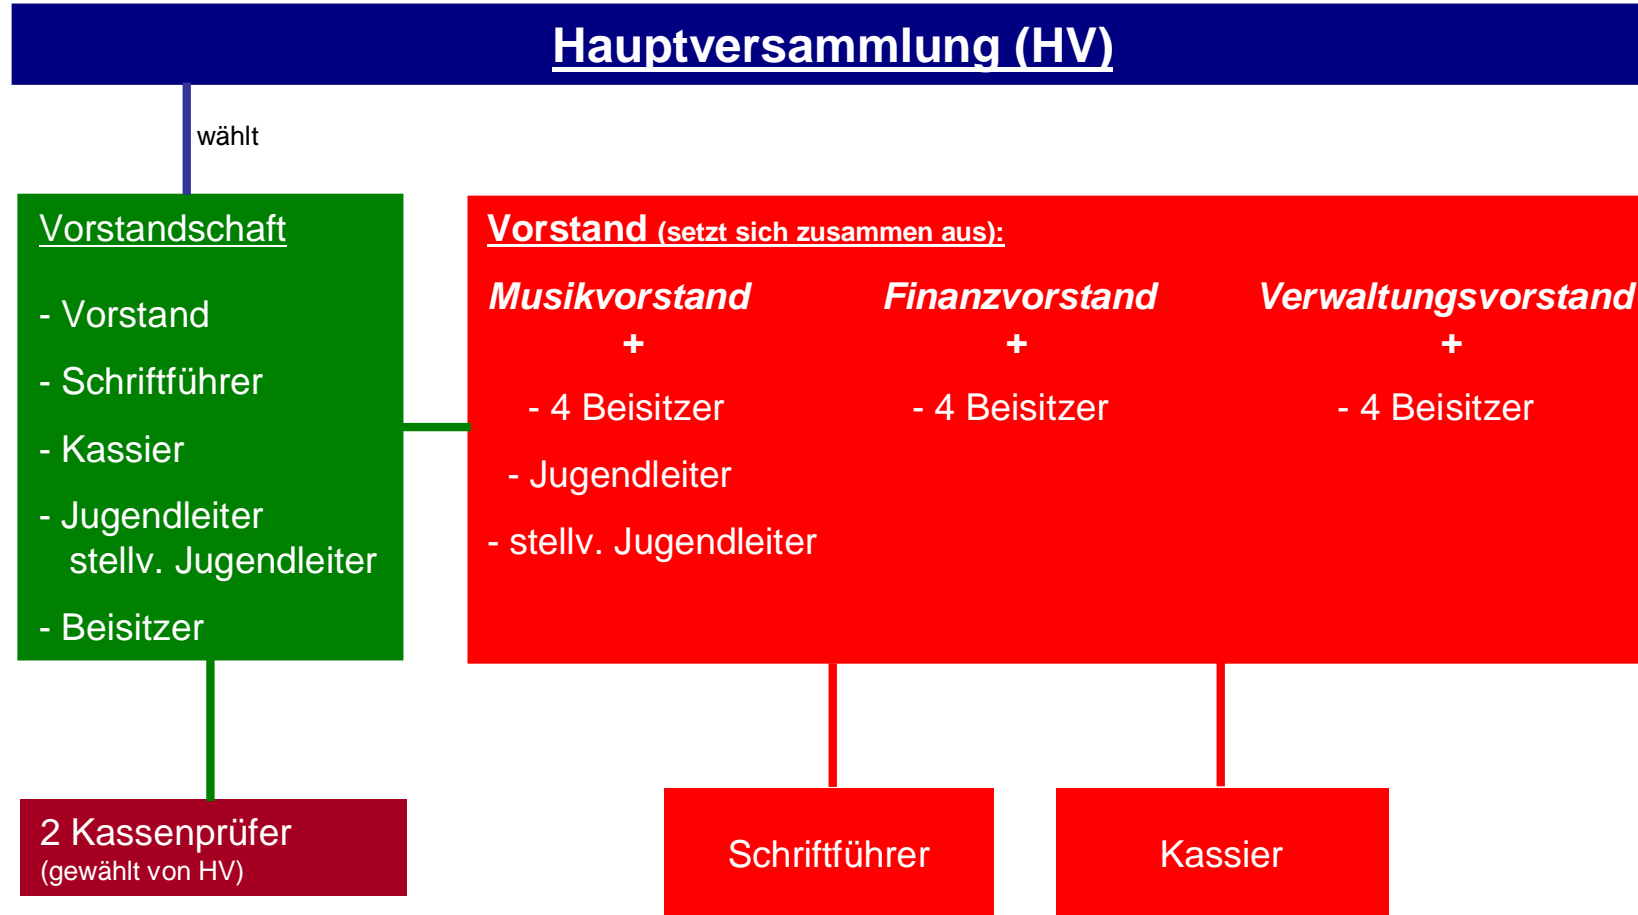 Hauptversammlung (HV)
wählt
Vorstandschaft
- Vorstand
- Schriftführer
- Kassier
- Jugendleiter
stellv. Jugendleiter
- Beisitzer
Vorstand (setzt sich zusammen aus):
Musikvorstand Finanzvorstand Verwaltungsvorstand
+ + +
- 4 Beisitzer - 4 Beisitzer - 4 Beisitzer
- Jugendleiter
- stellv. Jugendleiter
2 Kassenprüfer
(gewählt von HV)
Schriftführer
Kassier